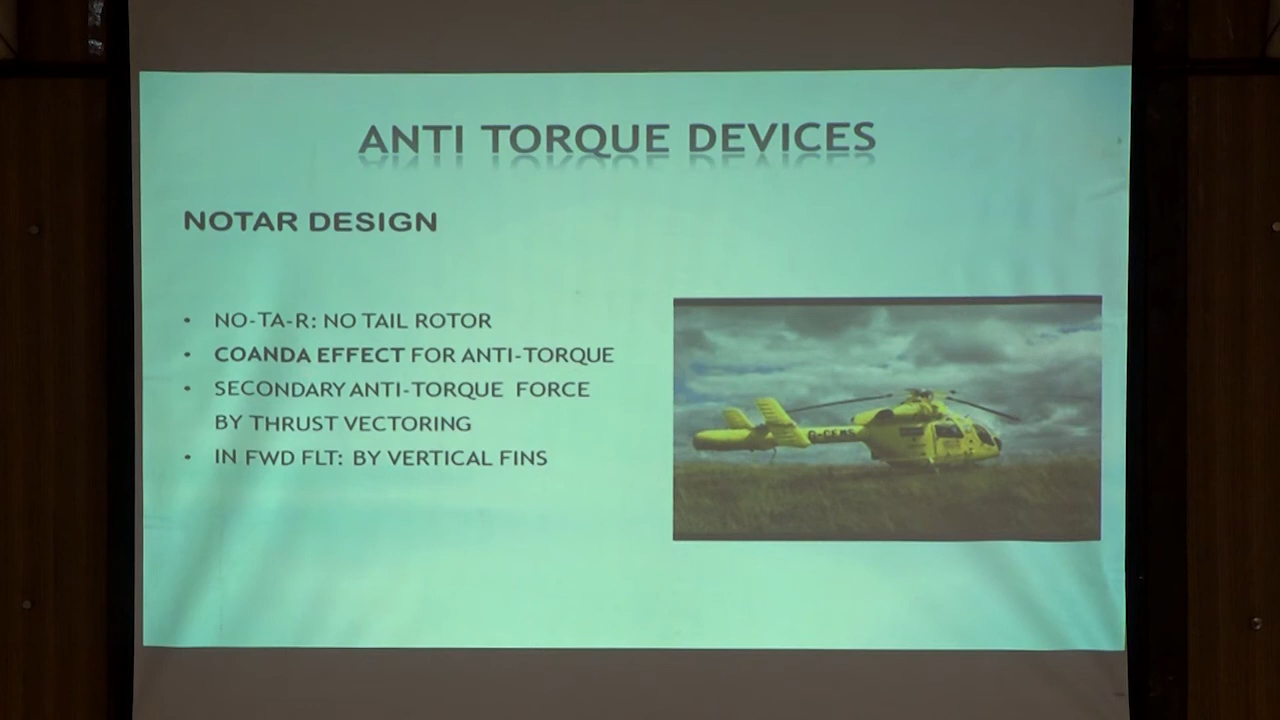 ANTI TORQUE DEVICES
NOTAR DESIGN
• NO-TA-R: NO TAIL ROTOR
• COANDA EFFECT FOR ANTI-TORQUE
• SECONDARY ANTI-TORQUE FORCE
BY THRUST VECTORING
• IN FWD FLT: BY VERTICAL FINS